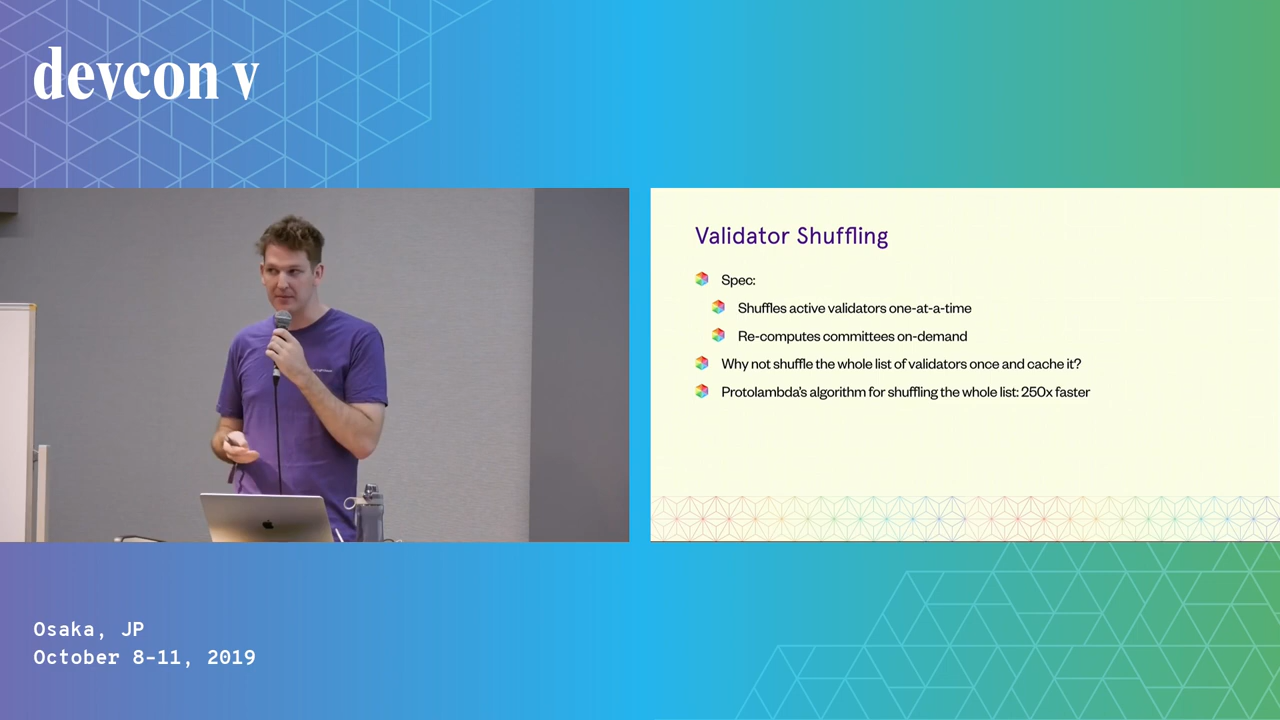 devcon v
Validator Shuffling
Spec:
Shuffles active validators one-at-a-time
Re-computes committees on-demand
Why not shuffle the whole list of validators once and cache it?
Protolambda's algorithm for shuffling the whole list: 250x faster
Osaka, JP
October 8-11, 2019